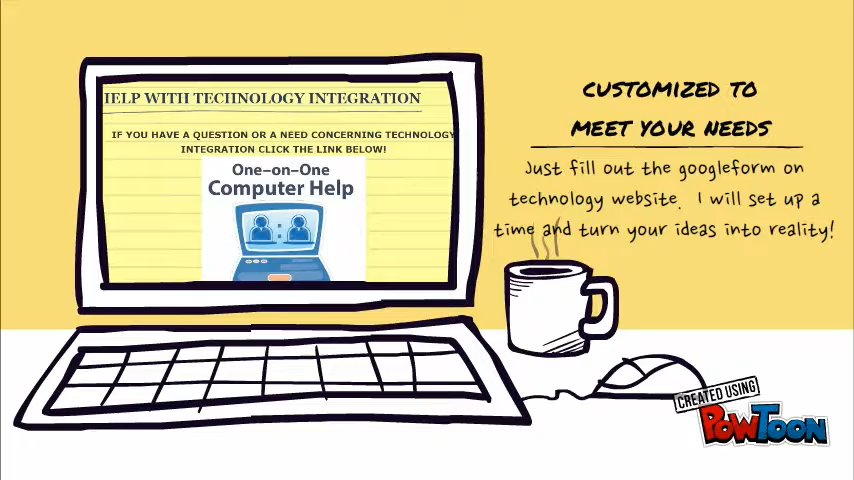 HELP WITH TECHNOLOGY INTEGRATION
IF YOU HAVE A QUESTION OR A NEED CONCERNING TECHNOLOGY
INTEGRATION CLICK THE LINK BELOW!
One-on-One
Computer Help
CUSTOMIZED TO
MEET YOUR NEEDS
Just fill out the googleform on
technology website. I will set up a
time and turn your ideas into reality!
CREATED USING
POWTOON